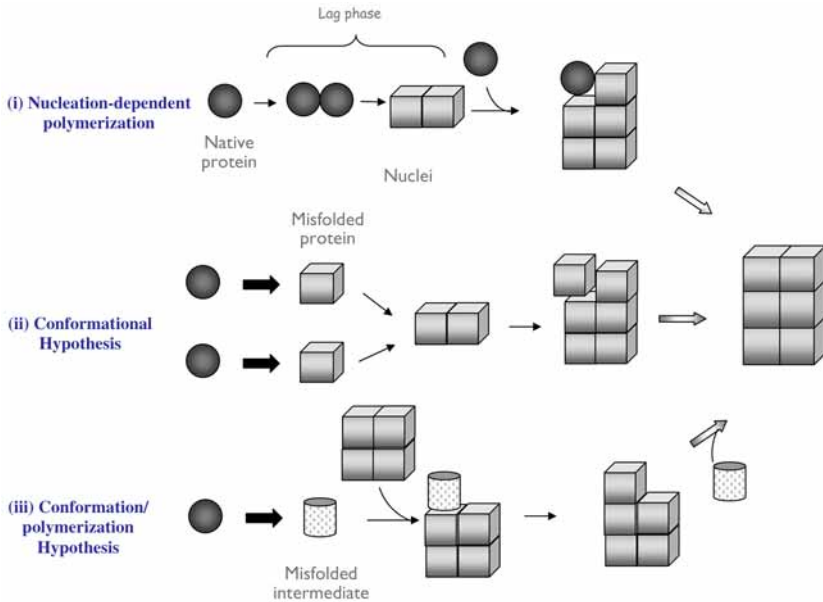 Lag phase
(i) Nucleation-dependent
polymerization
Native
protein
Nuclei
Misfolded
protein
(ii) Conformational
Hypothesis
(iii) Conformation/
polymerization
Hypothesis
Misfolded
intermediate